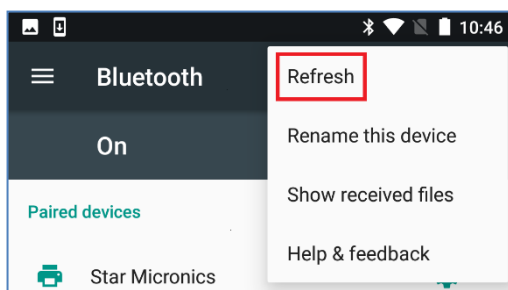 10:46
Bluetooth
On
Paired devices
Star Micronics
Refresh
Rename this device
Show received files
Help & feedback